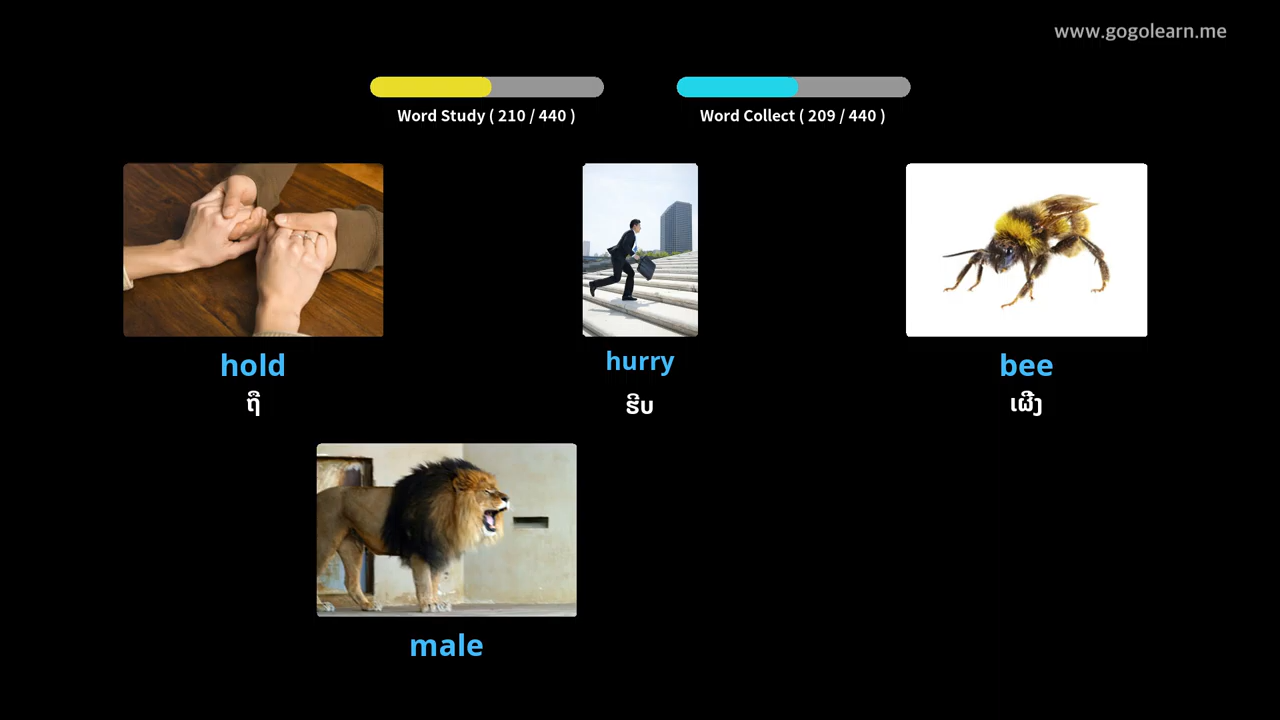 www.gogolearn.me
Word Study ( 210 / 440 )
Word Collect ( 209 / 440 )
hold
ຖື
hurry
ຮີບ
bee
ເຜີ້ງ
male